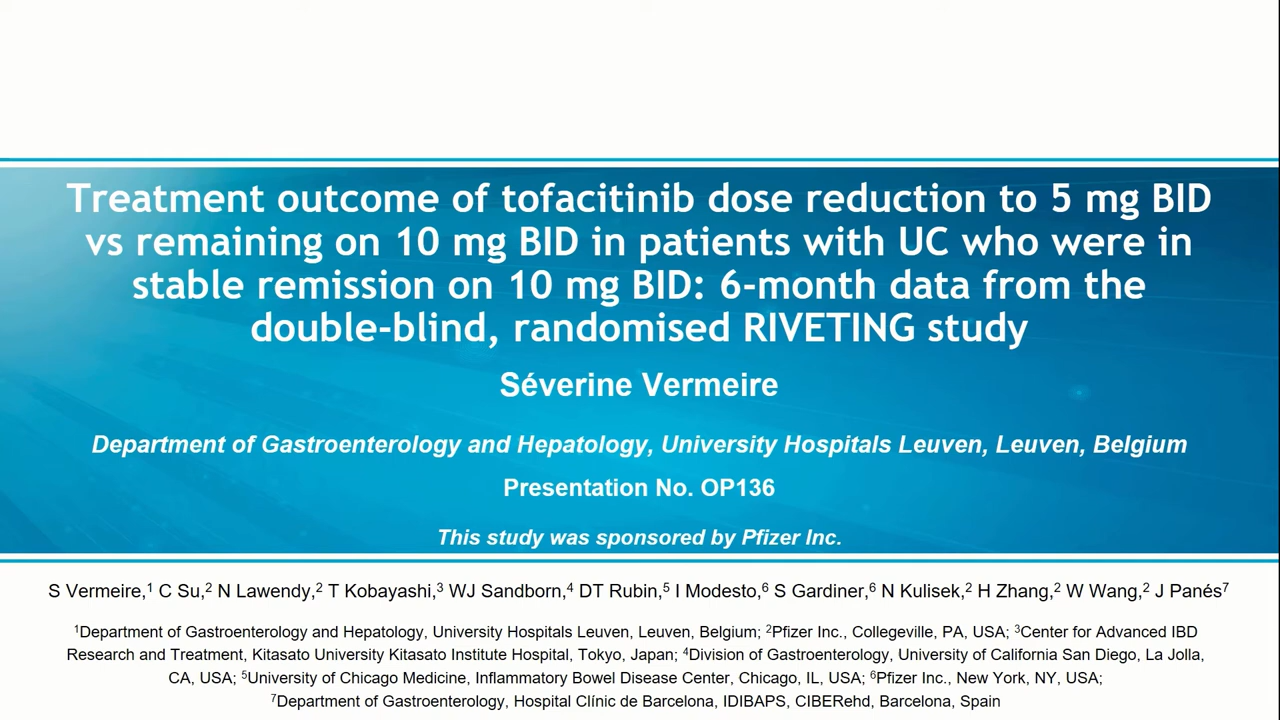 Treatment outcome of tofacitinib dose reduction to 5 mg BID
vs remaining on 10 mg BID in patients with UC who were in
stable remission on 10 mg BID: 6-month data from the
double-blind, randomised RIVETING study
Séverine Vermeire
Department of Gastroenterology and Hepatology, University Hospitals Leuven, Leuven, Belgium
Presentation No. OP136
This study was sponsored by Pfizer Inc.
S Vermeire,¹ C Su,² N Lawendy,² T Kobayashi,³ WJ Sandborn,⁴ DT Rubin,⁵ I Modesto,⁶ S Gardiner,⁶ N Kulisek,² H Zhang,² W Wang,² J Panés⁷
¹Department of Gastroenterology and Hepatology, University Hospitals Leuven, Leuven, Belgium; ²Pfizer Inc., Collegeville, PA, USA; ³Center for Advanced IBD
Research and Treatment, Kitasato University Kitasato Institute Hospital, Tokyo, Japan; ⁴Division of Gastroenterology, University of California San Diego, La Jolla,
CA, USA; ⁵University of Chicago Medicine, Inflammatory Bowel Disease Center, Chicago, IL, USA; ⁶Pfizer Inc., New York, NY, USA;
⁷Department of Gastroenterology, Hospital Clínic de Barcelona, IDIBAPS, CIBERehd, Barcelona, Spain